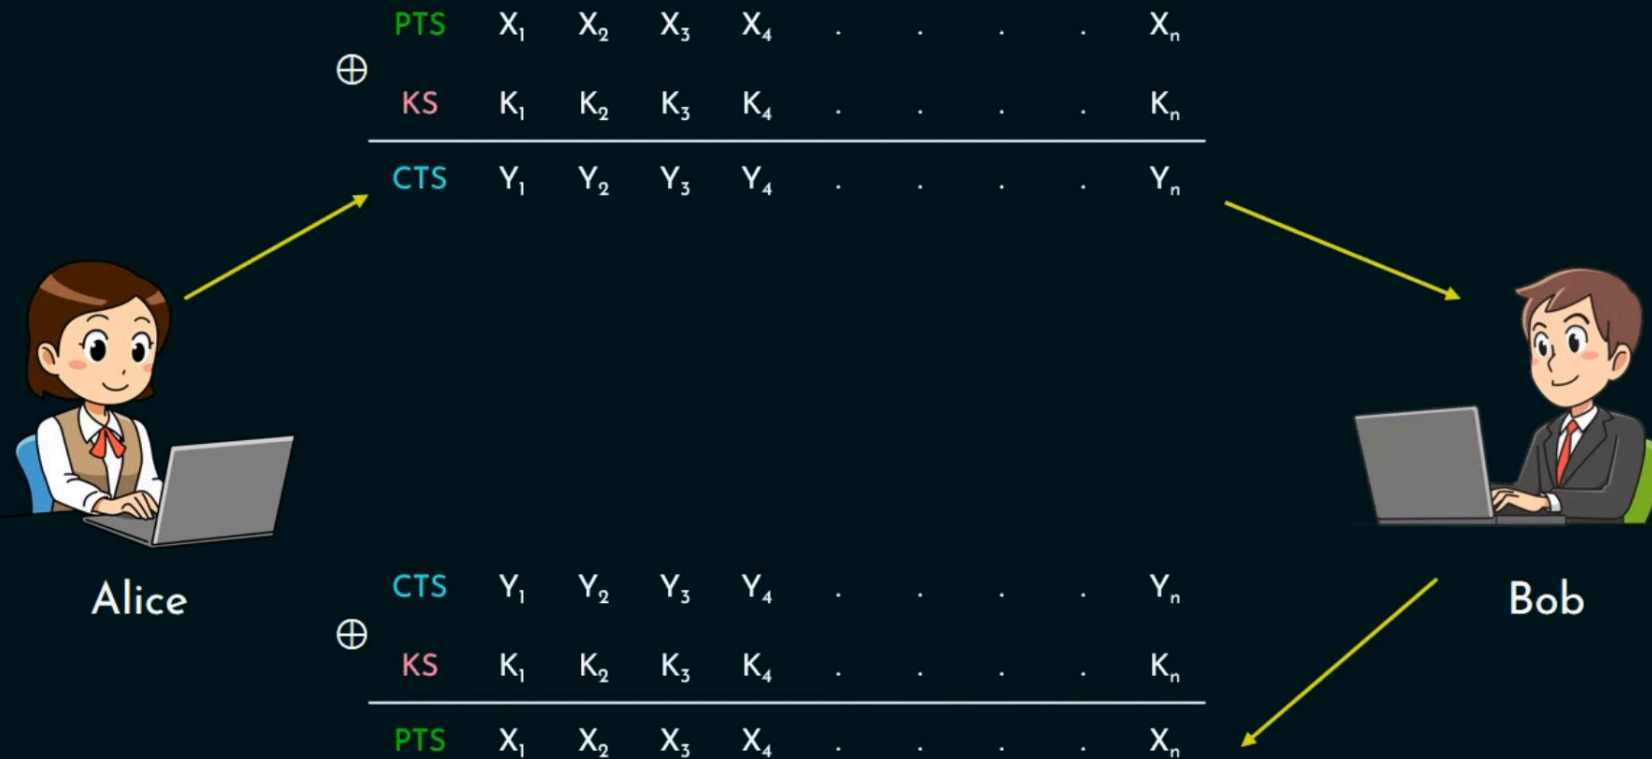 PTS X₁ X₂ X₃ X₄ . . . . Xₙ
⊕
KS K₁ K₂ K₃ K₄ . . . . Kₙ
CTS Y₁ Y₂ Y₃ Y₄ . . . . Yₙ
Alice
Bob
CTS Y₁ Y₂ Y₃ Y₄ . . . . Yₙ
⊕
KS K₁ K₂ K₃ K₄ . . . . Kₙ
PTS X₁ X₂ X₃ X₄ . . . . Xₙ